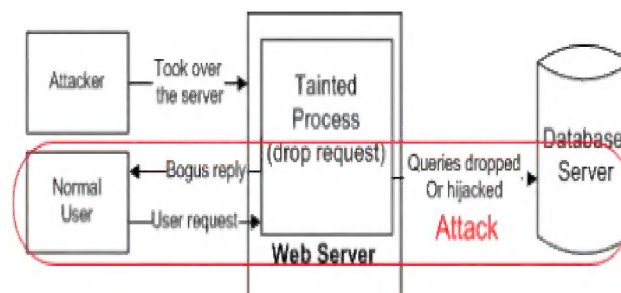 Attacker
Took over
the server
Tainted
Process
(drop request)
Normal
User
Bogus reply
User request
Web Server
Queries dropped,
Or hijacked
Attack
Database
Server